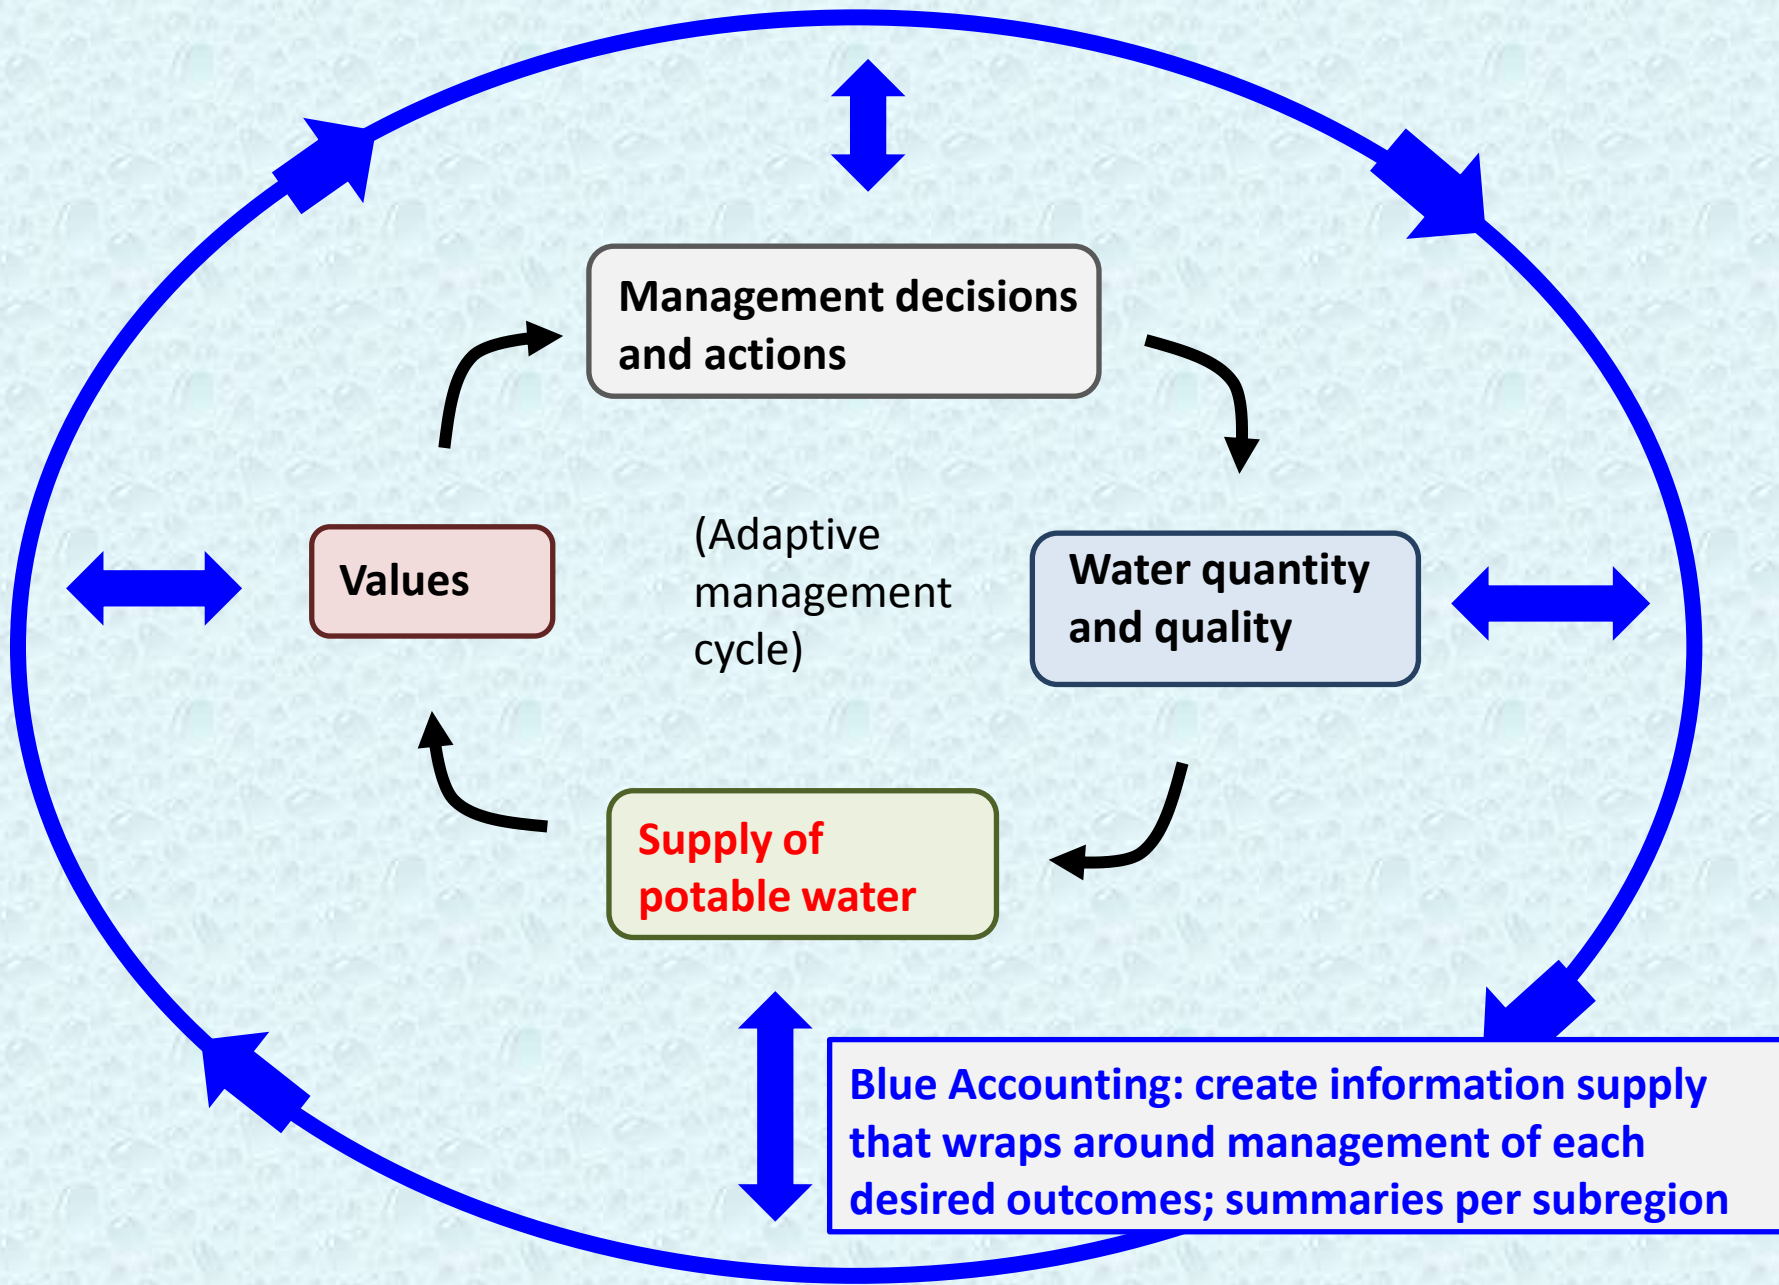 Management decisions
and actions
(Adaptive
management
cycle)
Values
Water quantity
and quality
Supply of
potable water
Blue Accounting: create information supply
that wraps around management of each
desired outcomes; summaries per subregion